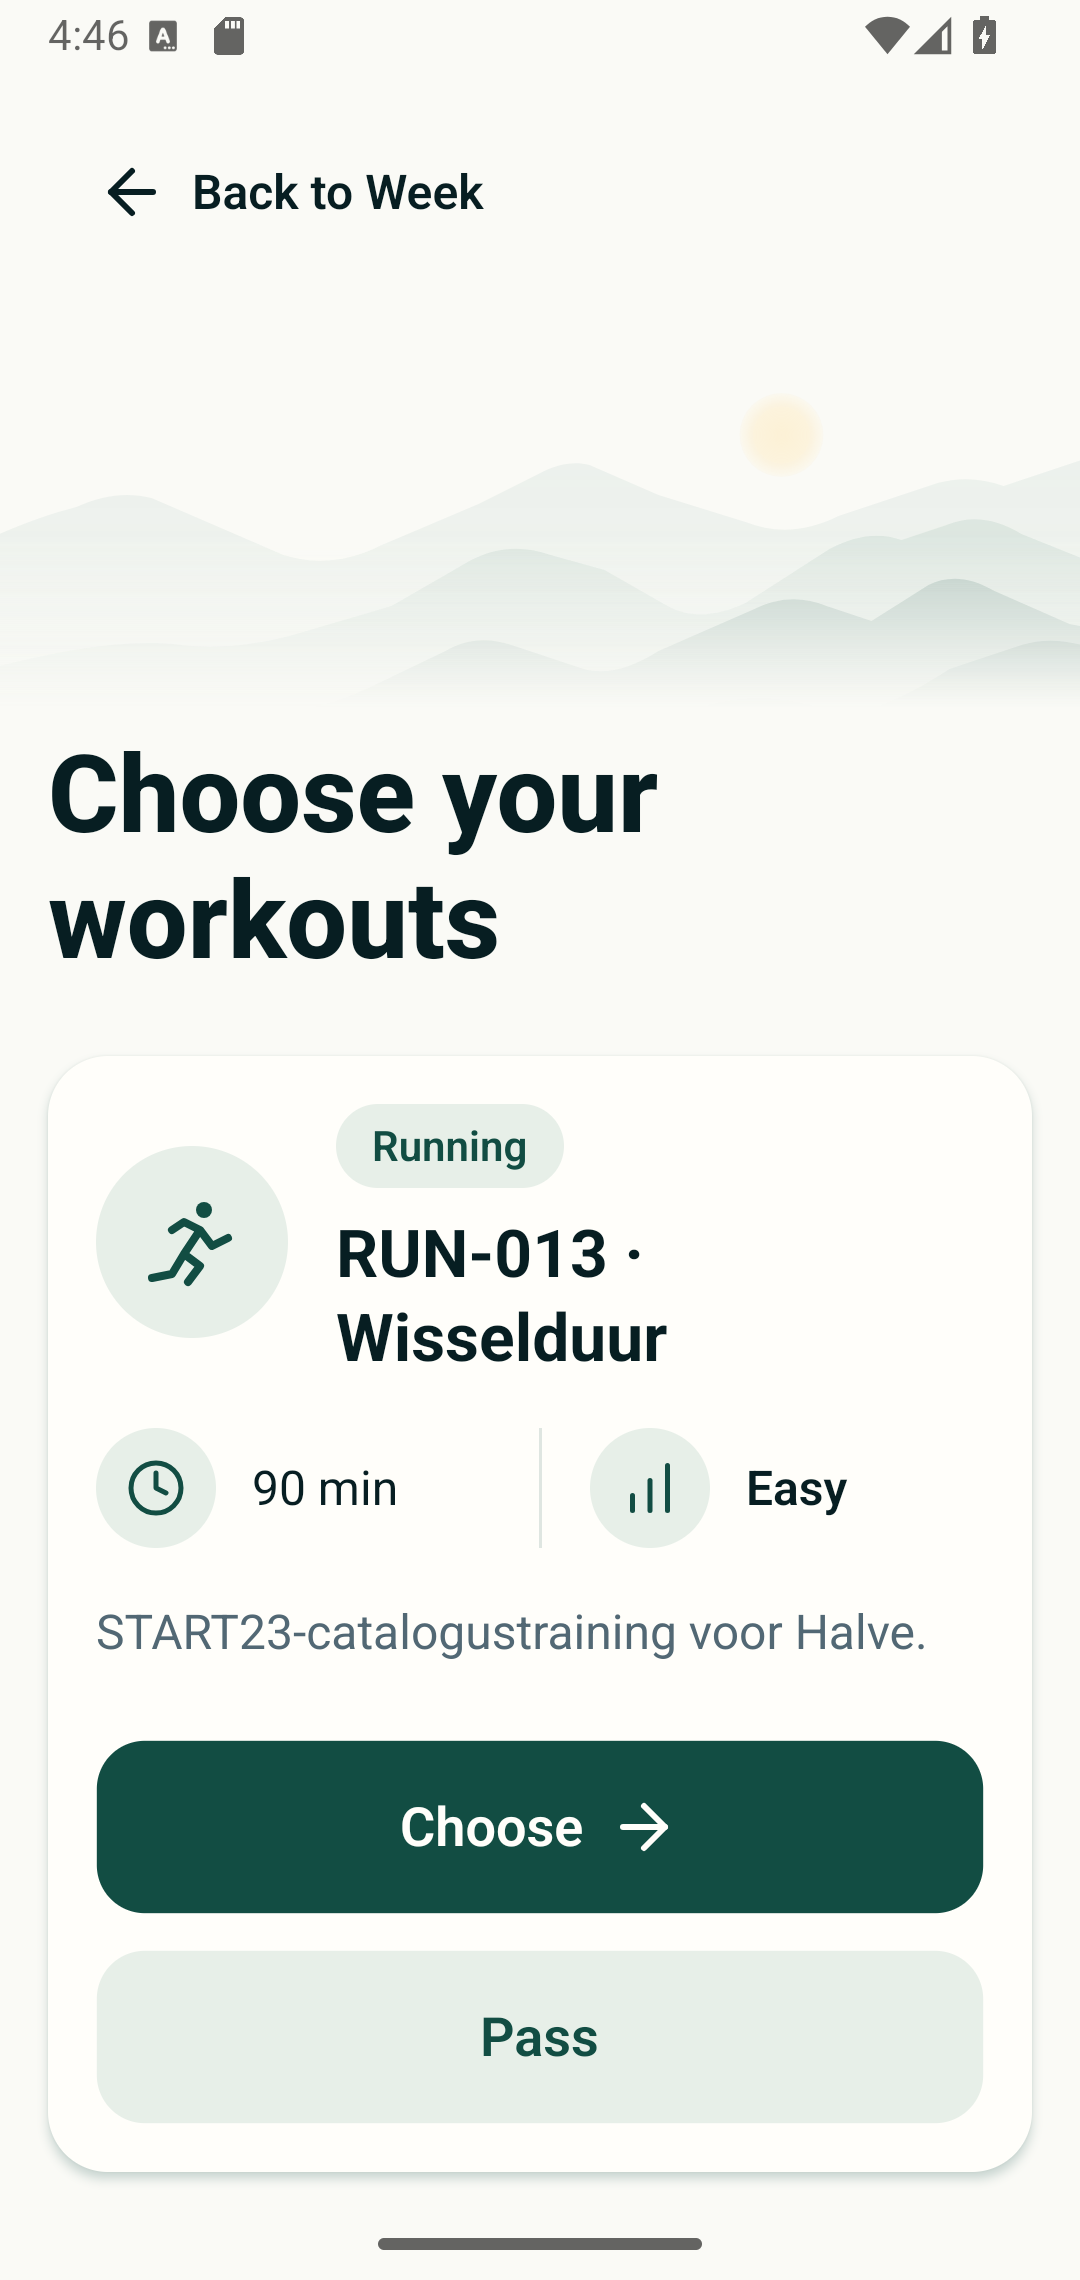 4:46
Back to Week
Choose your
workouts
Running
RUN-013 ·
Wisselduur
90 min
Easy
START23-catalogustraining voor Halve.
Choose
Pass